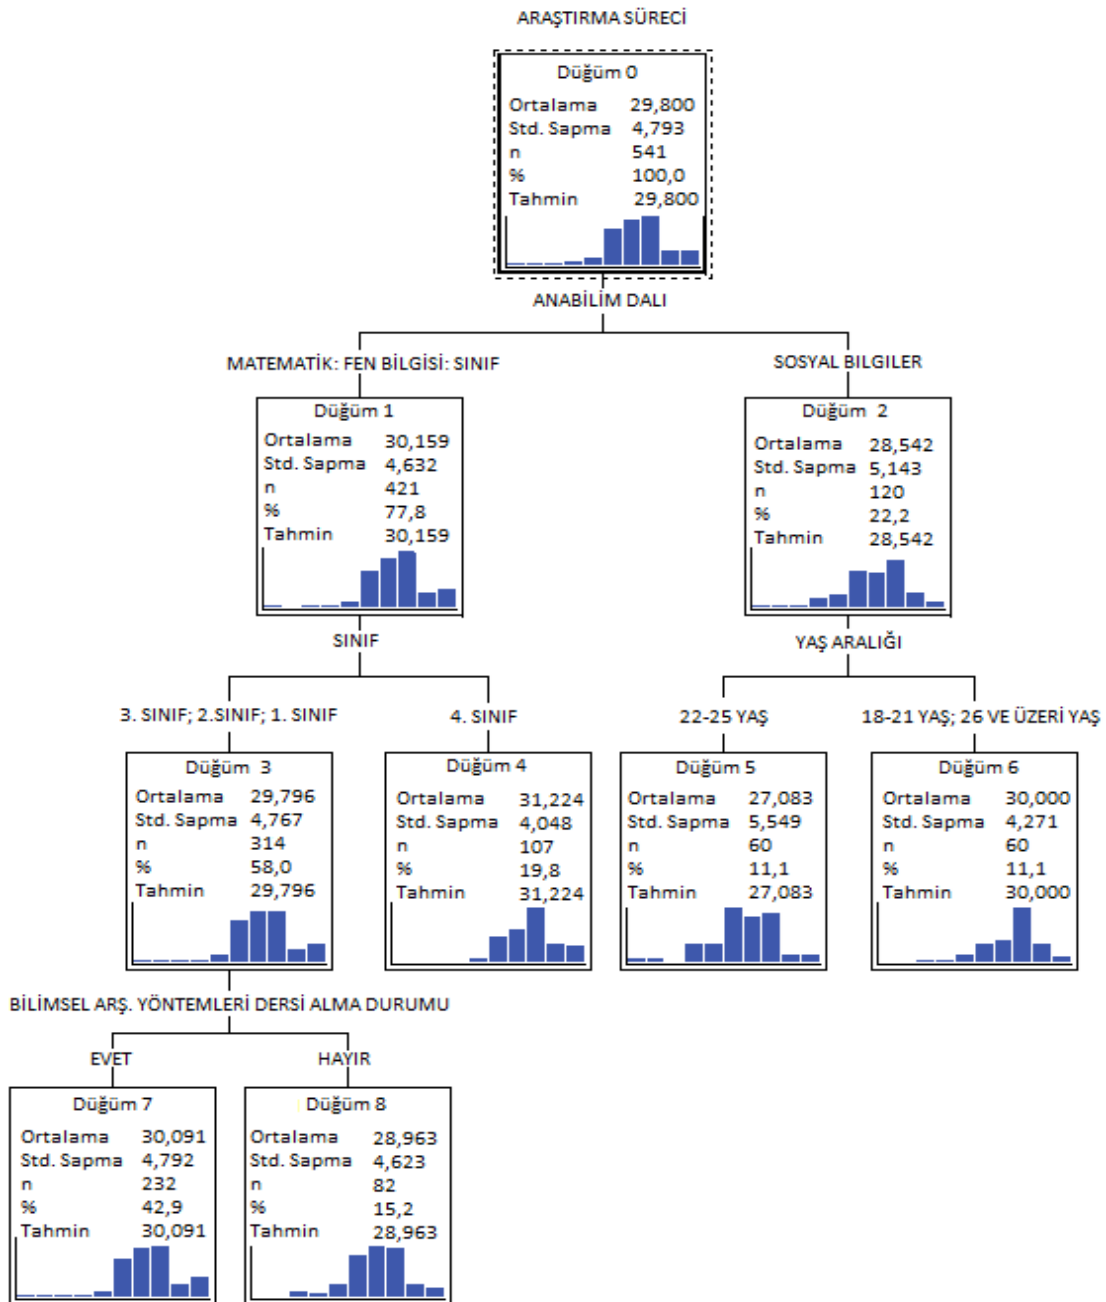 ARAŞTIRMA SÜRECİ
Düğüm 0
Ortalama 29,800
Std. Sapma 4,793
n 541
% 100,0
Tahmin 29,800
ANABİLİM DALI
MATEMATİK: FEN BİLGİSİ: SINIF
Düğüm 1
Ortalama 30,159
Std. Sapma 4,632
n 421
% 77,8
Tahmin 30,159
SOSYAL BILGILER
Düğüm 2
Ortalama 28,542
Std. Sapma 5,143
n 120
% 22,2
Tahmin 28,542
SINIF
YAŞ ARALIĞI
3. SINIF; 2.SINIF; 1. SINIF
Düğüm 3
Ortalama 29,796
Std. Sapma 4,767
n 314
% 58,0
Tahmin 29,796
4. SINIF
Düğüm 4
Ortalama 31,224
Std. Sapma 4,048
n 107
% 19,8
Tahmin 31,224
22-25 YAŞ
Düğüm 5
Ortalama 27,083
Std. Sapma 5,549
n 60
% 11,1
Tahmin 27,083
18-21 YAŞ; 26 VE ÜZERİ YAŞ
Düğüm 6
Ortalama 30,000
Std. Sapma 4,271
n 60
% 11,1
Tahmin 30,000
BİLİMSEL ARŞ. YÖNTEMLERİ DERSİ ALMA DURUMU
EVET
Düğüm 7
Ortalama 30,091
Std. Sapma 4,792
n 232
% 42,9
Tahmin 30,091
HAYIR
Düğüm 8
Ortalama 28,963
Std. Sapma 4,623
n 82
% 15,2
Tahmin 28,963